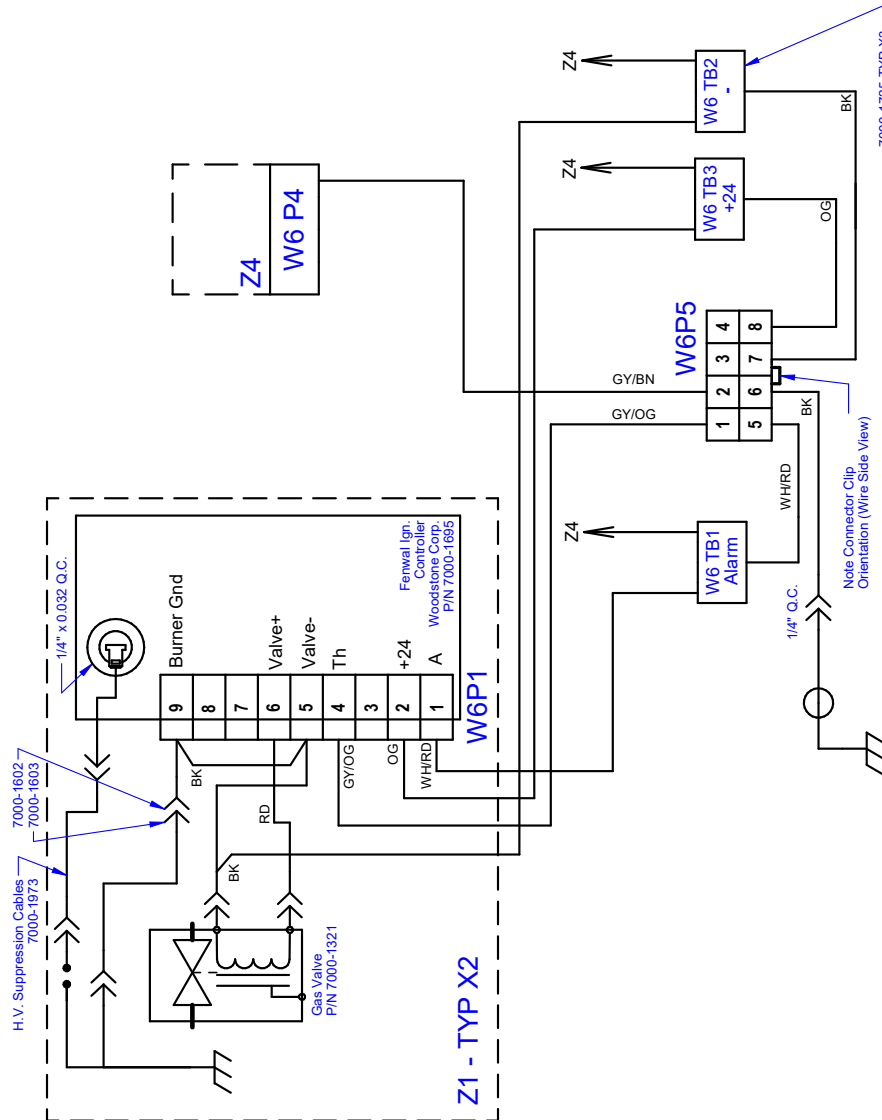 Z4
W6 P4
Z4
W6 TB2
-
7000-1785 TYP X2
BK
Z4
W6 TB3
+24
OG
W6P5
1 2 3 4
5 6 7 8
GY/BN
GY/OG
BK
WH/RD
Note Connector Clip
Orientation (Wire Side View)
Z4
W6 TB1
Alarm
1/4" Q.C.
1/4" x 0.032 Q.C.
Fenwal Ign.
Controller
Woodstone Corp.
P/N 7000-1695
W6P1
9 Burner Gnd
8
7
6 Valve+
5 Valve-
4 Th
3
2 +24
1 A
BK
RD
GY/OG
OG
WH/RD
BK
7000-1602
7000-1603
H.V. Suppression Cables
7000-1973
Gas Valve
P/N 7000-1321
Z1 - TYP X2